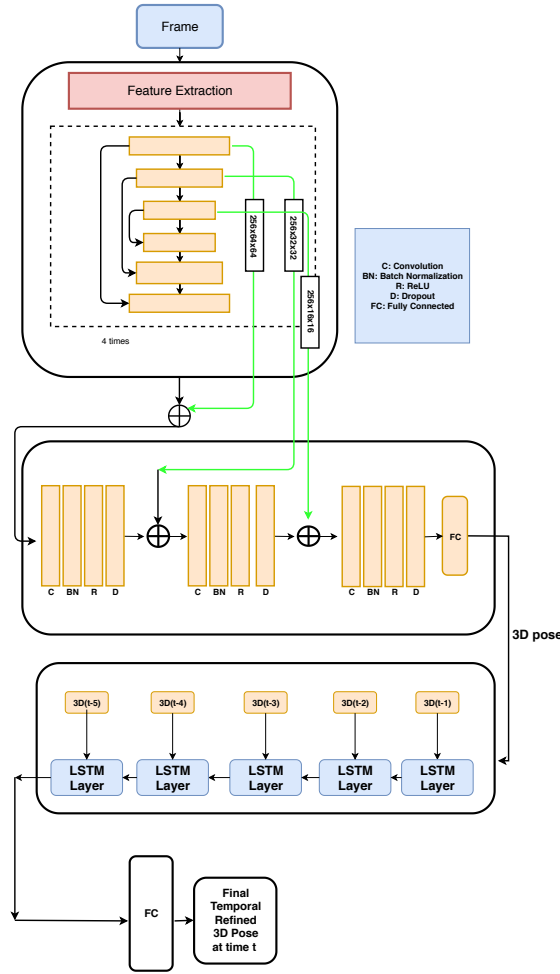 Frame
Feature Extraction
256x64x64
256x32x32
256x16x16
4 times
C: Convolution
BN: Batch Normalization
R: ReLU
D: Dropout
FC: Fully Connected
C BN R D
C BN R D
C BN R D
FC
3D pose
3D(t-5) 3D(t-4) 3D(t-3) 3D(t-2) 3D(t-1)
LSTM LSTM LSTM LSTM LSTM
Layer Layer Layer Layer Layer
FC
Final
Temporal
Refined
3D Pose
at time t